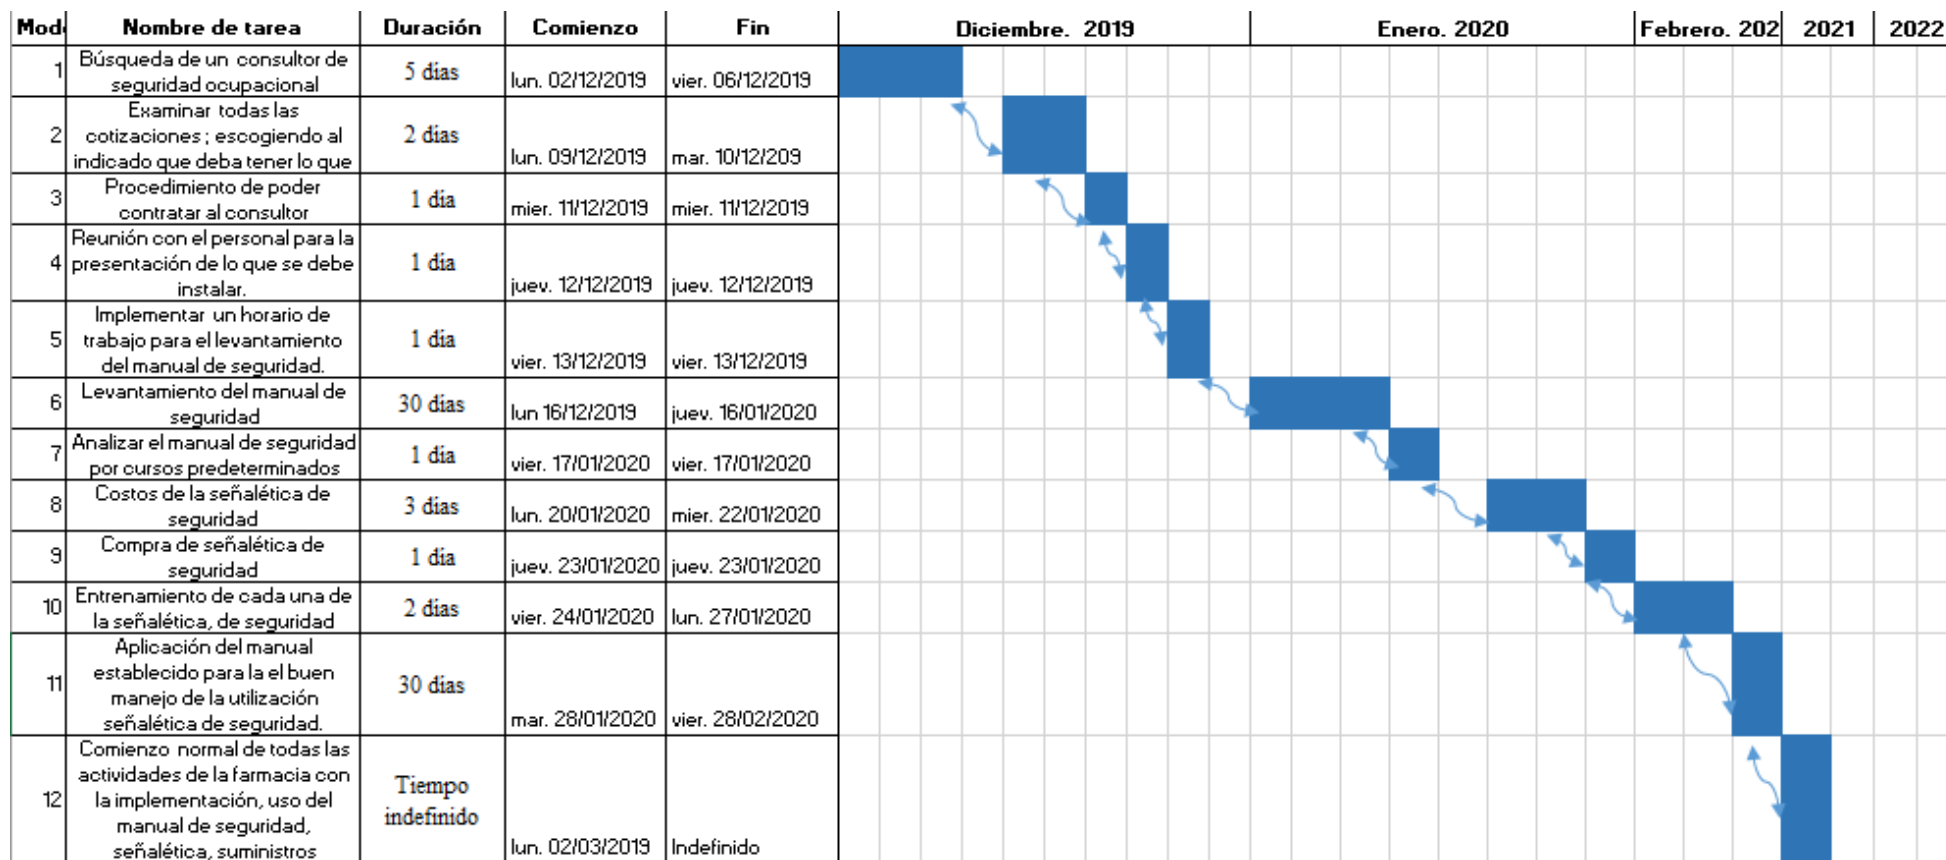 Mod Nombre de tarea Duración Comienzo Fin Diciembre. 2019 Enero. 2020 Febrero. 202 2021 2022
1 Búsqueda de un consultor de seguridad ocupacional 5 dias lun. 02/12/2019 vier. 06/12/2019
2 Examinar todas las cotizaciones ; escogiendo al indicado que deba tener lo que 2 dias lun. 09/12/2019 mar. 10/12/209
3 Procedimiento de poder contratar al consultor 1 dia mier. 11/12/2019 mier. 11/12/2019
4 Reunión con el personal para la presentación de lo que se debe instalar. 1 dia juev. 12/12/2019 juev. 12/12/2019
5 Implementar un horario de trabajo para el levantamiento del manual de seguridad. 1 dia vier. 13/12/2019 vier. 13/12/2019
6 Levantamiento del manual de seguridad 30 dias lun 16/12/2019 juev. 16/01/2020
7 Analizar el manual de seguridad por cursos predeterminados 1 dia vier. 17/01/2020 vier. 17/01/2020
8 Costos de la señalética de seguridad 3 dias lun. 20/01/2020 mier. 22/01/2020
9 Compra de señalética de seguridad 1 dia juev. 23/01/2020 juev. 23/01/2020
10 Entrenamiento de cada una de la señalética, de seguridad 2 dias vier. 24/01/2020 lun. 27/01/2020
11 Aplicación del manual establecido para la el buen manejo de la utilización señalética de seguridad. 30 dias mar. 28/01/2020 vier. 28/02/2020
12 Comienzo normal de todas las actividades de la farmacia con la implementación, uso del manual de seguridad, señalética, suministros Tiempo indefinido lun. 02/03/2019 Indefinido